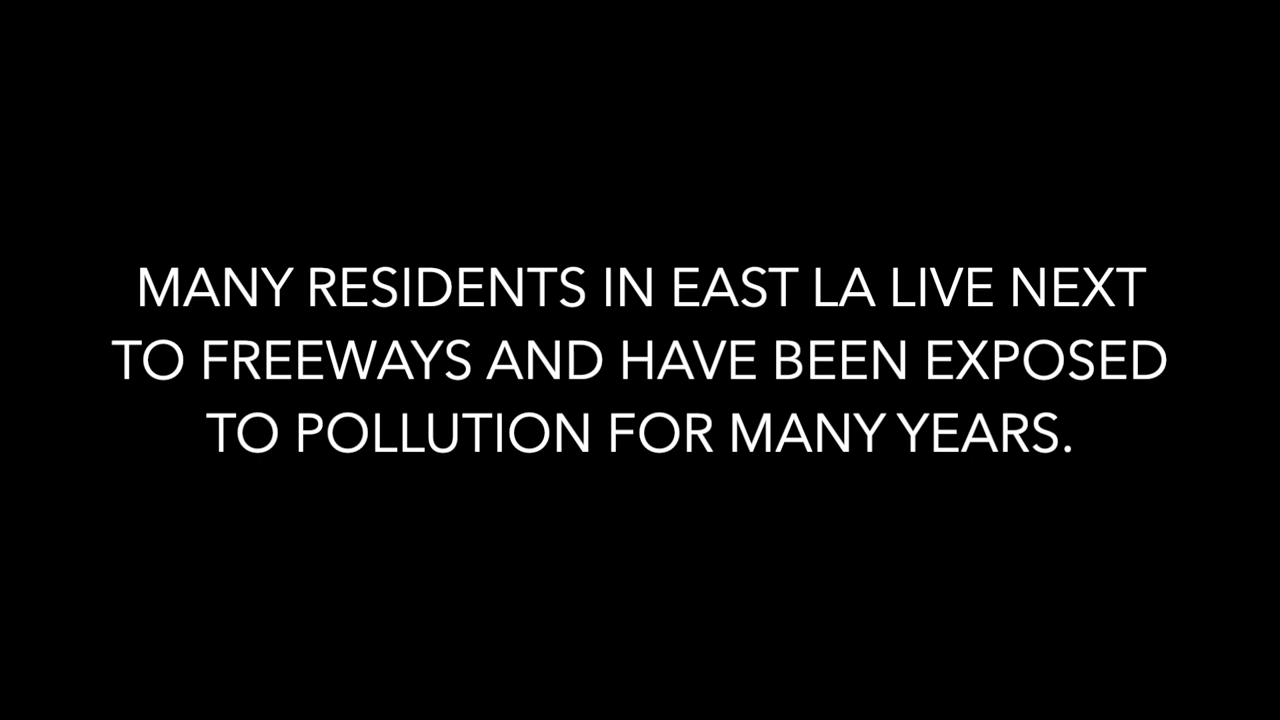 MANY RESIDENTS IN EAST LA LIVE NEXT
TO FREEWAYS AND HAVE BEEN EXPOSED
TO POLLUTION FOR MANY YEARS.